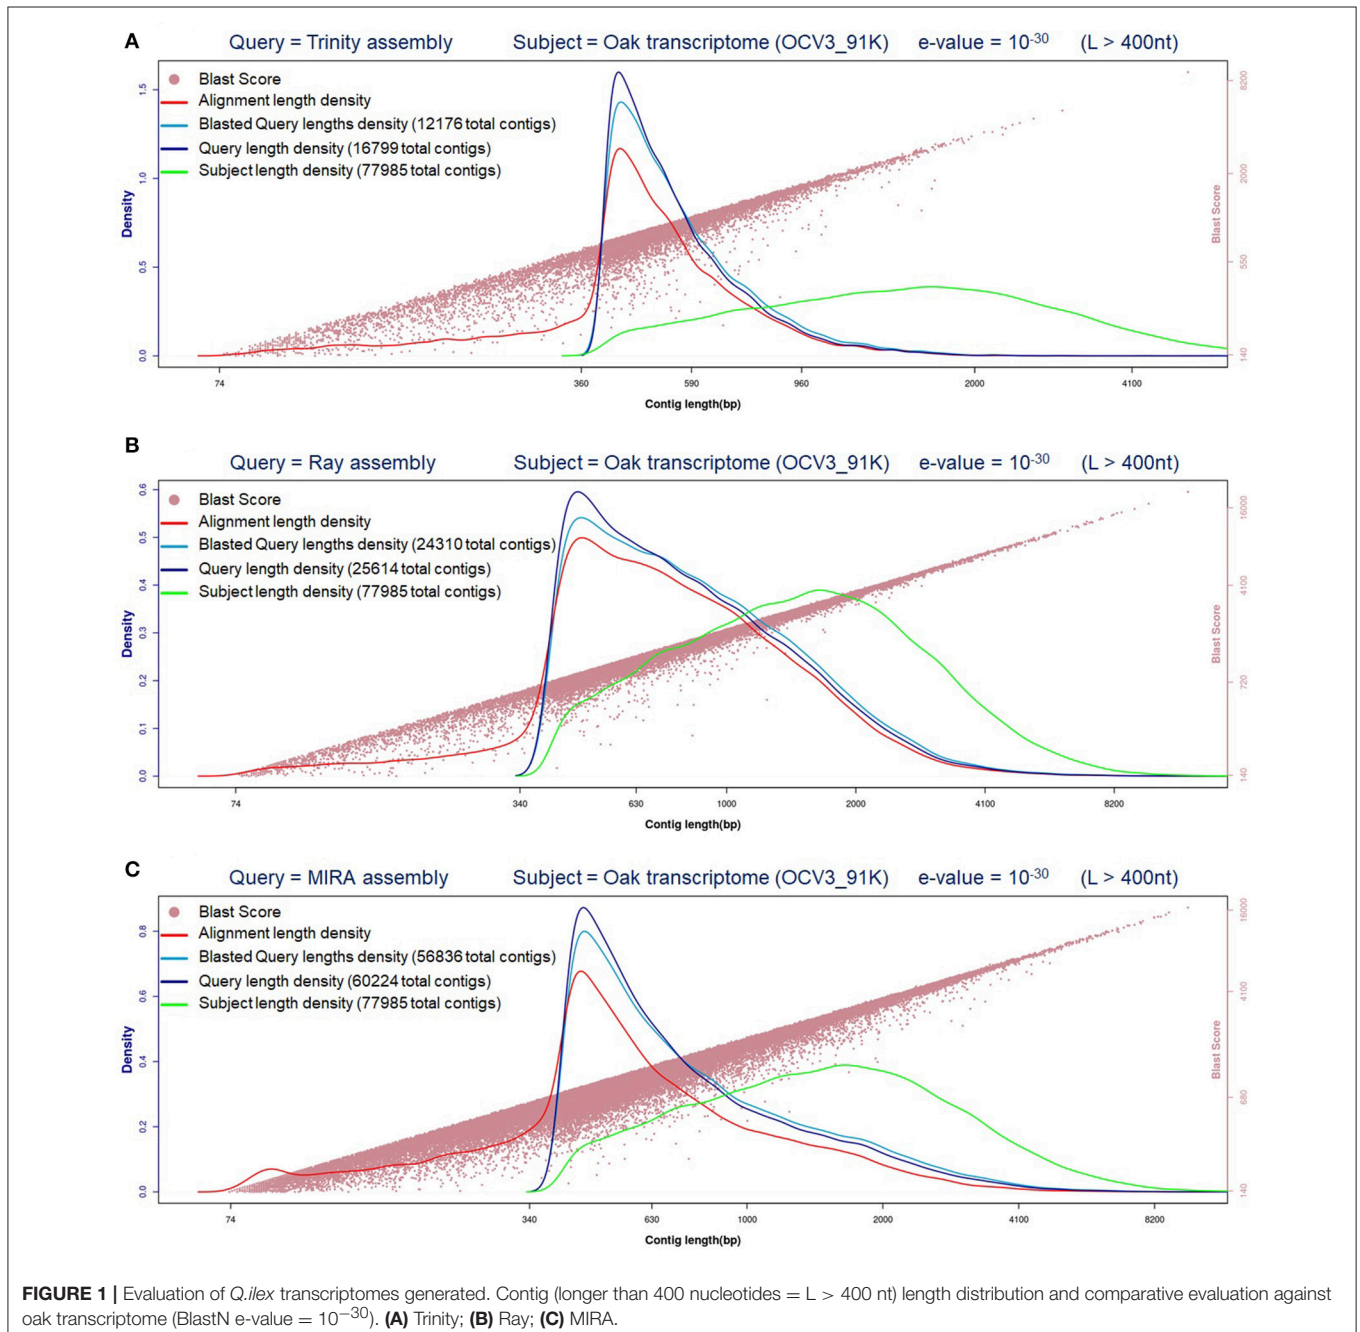 A
Query = Trinity assembly Subject = Oak transcriptome (OCV3_91K) e-value = 10-30 (L > 400nt)
Blast Score
Alignment length density
Blasted Query lengths density (12176 total contigs)
Query length density (16799 total contigs)
Subject length density (77985 total contigs)
Density
0.0 0.5 1.0 1.5
Blast Score
140 550 2000 8200
74 360 590 960 2000 4100
Contig length(bp)
B
Query = Ray assembly Subject = Oak transcriptome (OCV3_91K) e-value = 10-30 (L > 400nt)
Blast Score
Alignment length density
Blasted Query lengths density (24310 total contigs)
Query length density (25614 total contigs)
Subject length density (77985 total contigs)
Density
0.0 0.1 0.2 0.3 0.4 0.5 0.6
Blast Score
140 720 4100 16000
74 340 630 1000 2000 4100 8200
Contig length(bp)
C
Query = MIRA assembly Subject = Oak transcriptome (OCV3_91K) e-value = 10-30 (L > 400nt)
Blast Score
Alignment length density
Blasted Query lengths density (56836 total contigs)
Query length density (60224 total contigs)
Subject length density (77985 total contigs)
Density
0.0 0.2 0.4 0.6 0.8
Blast Score
140 680 4100 16000
74 340 630 1000 2000 4100 8200
Contig length(bp)
FIGURE 1 | Evaluation of Q.ilex transcriptomes generated. Contig (longer than 400 nucleotides = L > 400 nt) length distribution and comparative evaluation against
oak transcriptome (BlastN e-value = 10−30). (A) Trinity; (B) Ray; (C) MIRA.